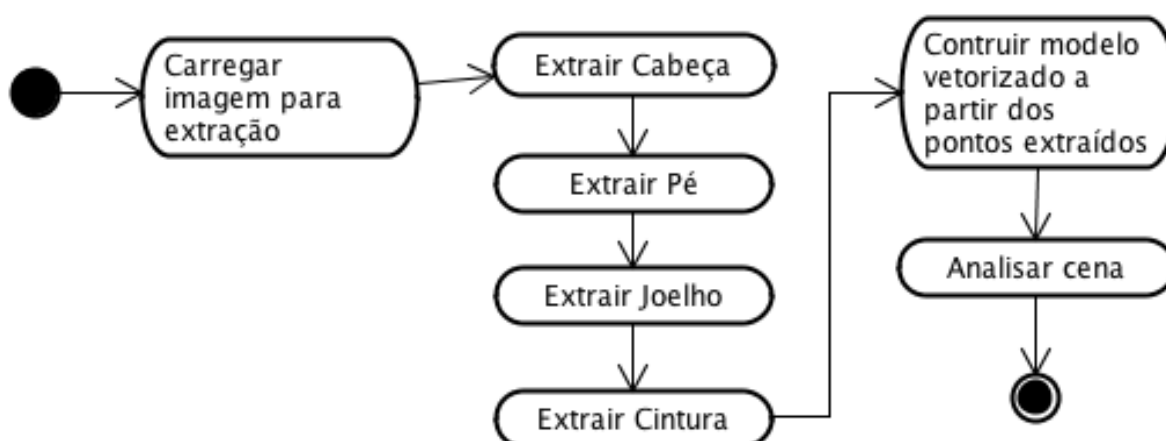 Carregar
imagem para
extração
Extrair Cabeça
Extrair Pé
Extrair Joelho
Extrair Cintura
Contruir modelo
vetorizado a
partir dos
pontos extraídos
Analisar cena